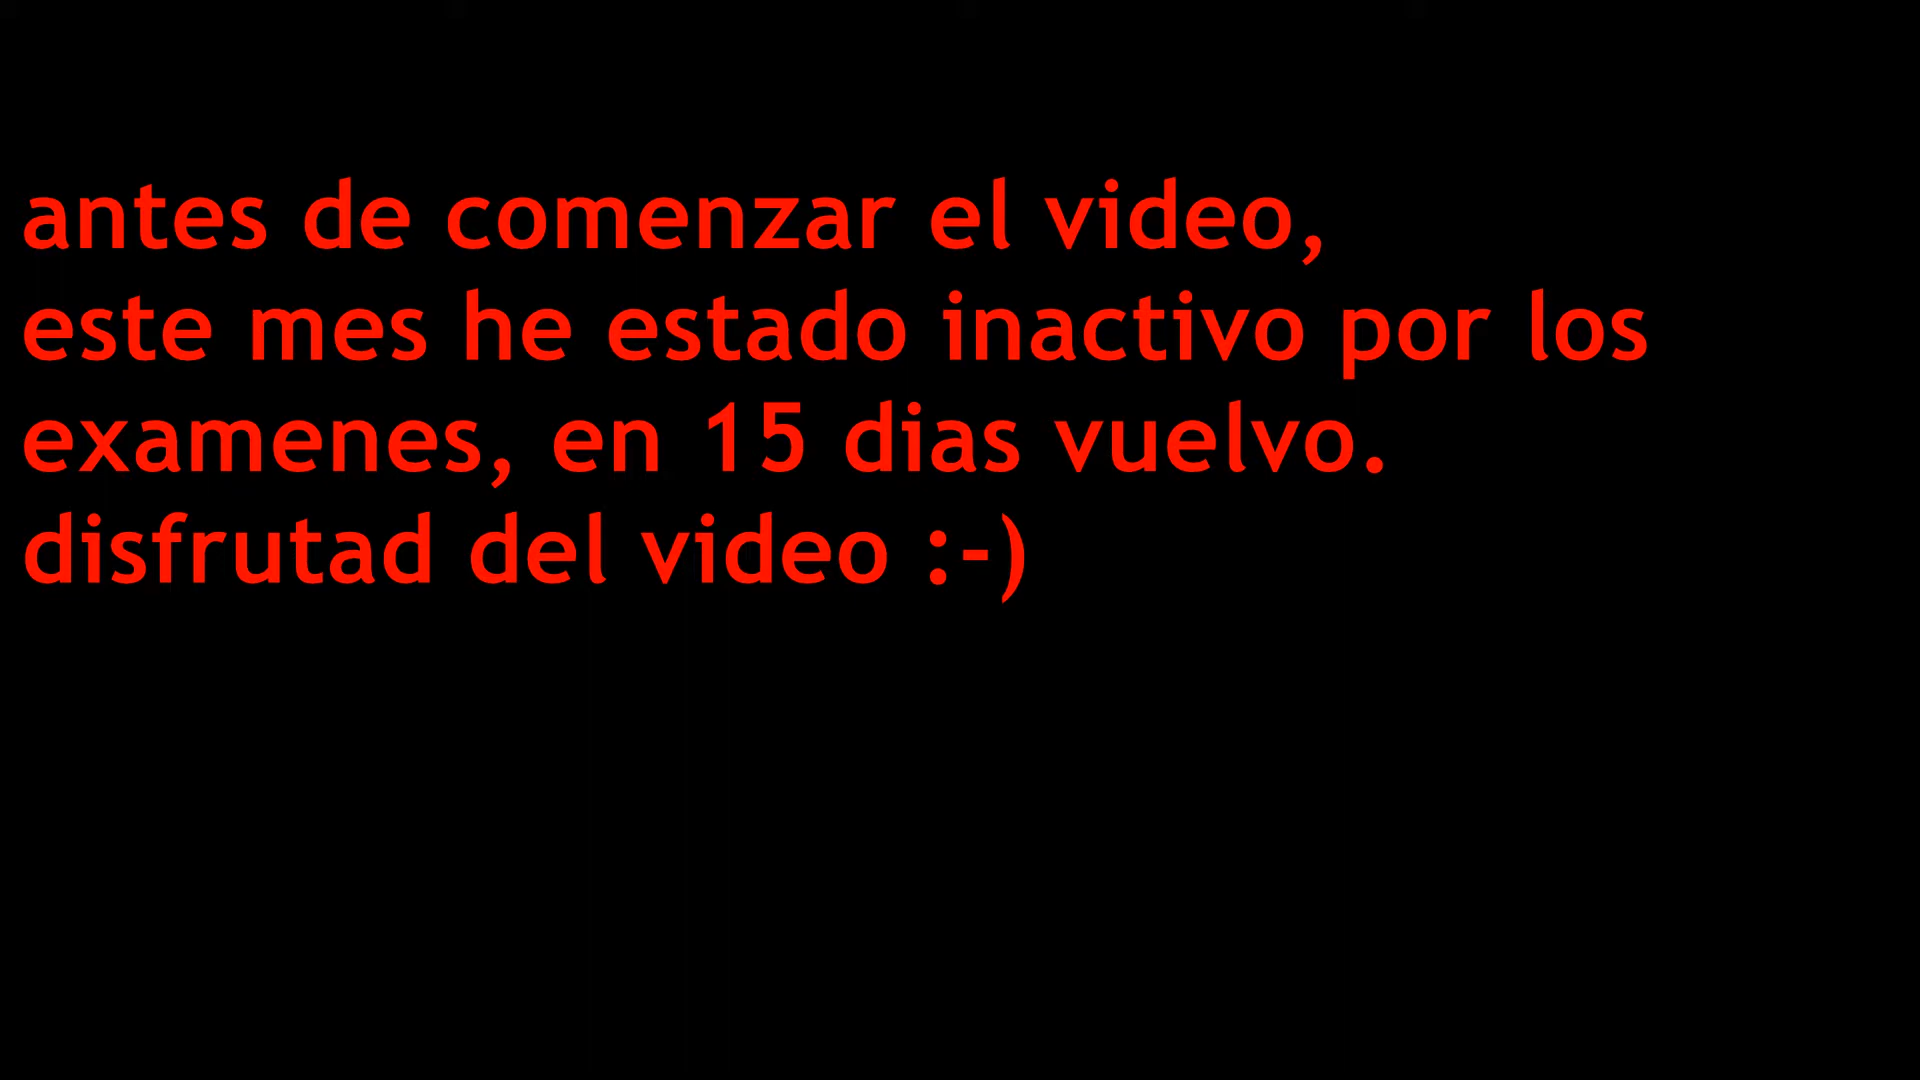 antes de comenzar el video,
este mes he estado inactivo por los
examenes, en 15 dias vuelvo.
disfrutad del video :-)